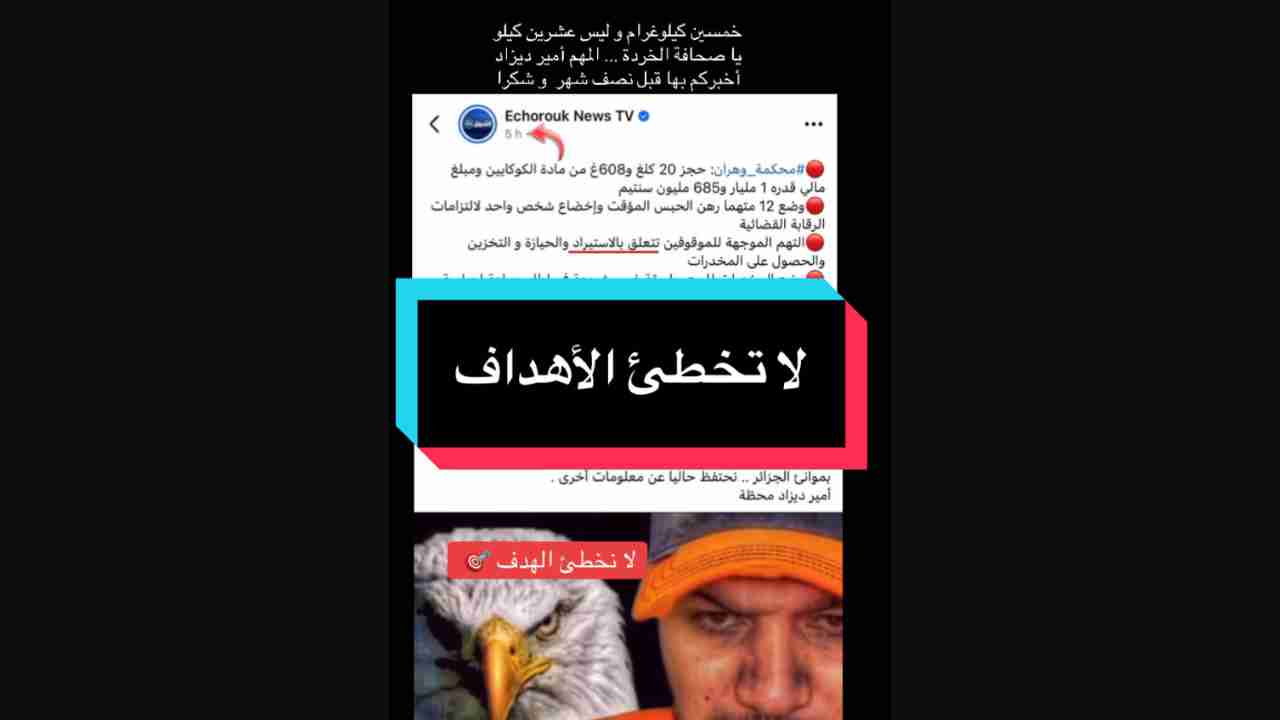 خمسين كيلوغرام و ليس عشرين كيلو
يا صحافة الخردة ... المهم أمير ديزاد
أخبركم بها قبل نصف شهر و شكرا
Echorouk News TV
5 h
#محكمة_وهران: حجز 20 كلغ و608غ من مادة الكوكايين ومبلغ
مالي قدره 1 مليار و685 مليون سنتيم
وضع 12 متهما رهن الحبس المؤقت وإخضاع شخص واحد لالتزامات
الرقابة القضائية
التهم الموجهة للموقوفين تتعلق بالاستيراد والحيازة و التخزين
والحصول على المخدرات
لا تخطئ الأهداف
بموانئ الجزائر .. نحتفظ حاليا عن معلومات أخرى .
أمير ديزاد محظة
لا نخطئ الهدف